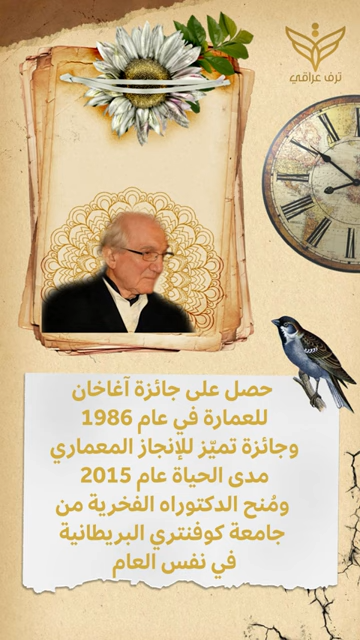 ترف عراقي
حصل على جائزة آغاخان
للعمارة في عام 1986
وجائزة تميّز للإنجاز المعماري
مدى الحياة عام 2015
ومُنح الدكتوراه الفخرية من
جامعة كوفنتري البريطانية
في نفس العام